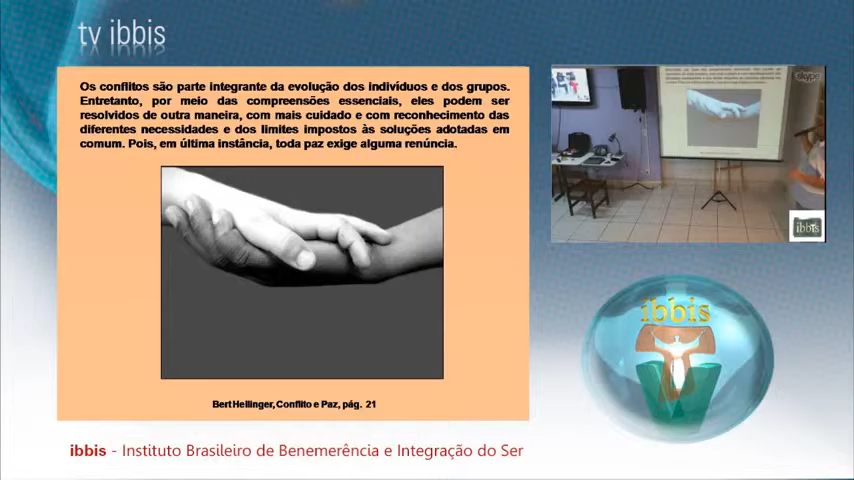 tv ibbis
Os conflitos são parte integrante da evolução dos indivíduos e dos grupos.
Entretanto, por meio das compreensões essenciais, eles podem ser
resolvidos de outra maneira, com mais cuidado e com reconhecimento das
diferentes necessidades e dos limites impostos às soluções adotadas em
comum. Pois, em última instância, toda paz exige alguma renúncia.
Bert Hellinger, Conflito e Paz, pág. 21
skype
ibbis
ibbis
ibbis - Instituto Brasileiro de Benemerência e Integração do Ser